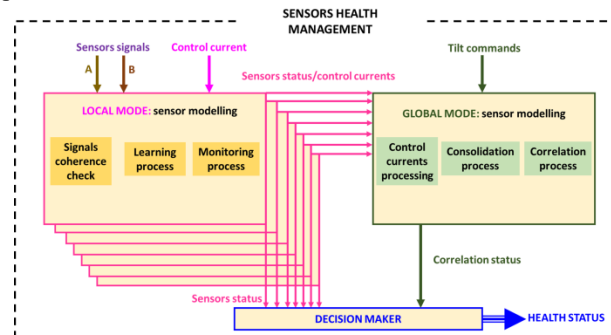 SENSORS HEALTH
MANAGEMENT
Sensors signals
Control current
Tilt commands
A
B
Sensors status/control currents
LOCAL MODE: sensor modelling
GLOBAL MODE: sensor modelling
Signals
coherence
check
Learning
process
Monitoring
process
Control
currents
processing
Consolidation
process
Correlation
process
Correlation status
Sensors status
DECISION MAKER
HEALTH STATUS